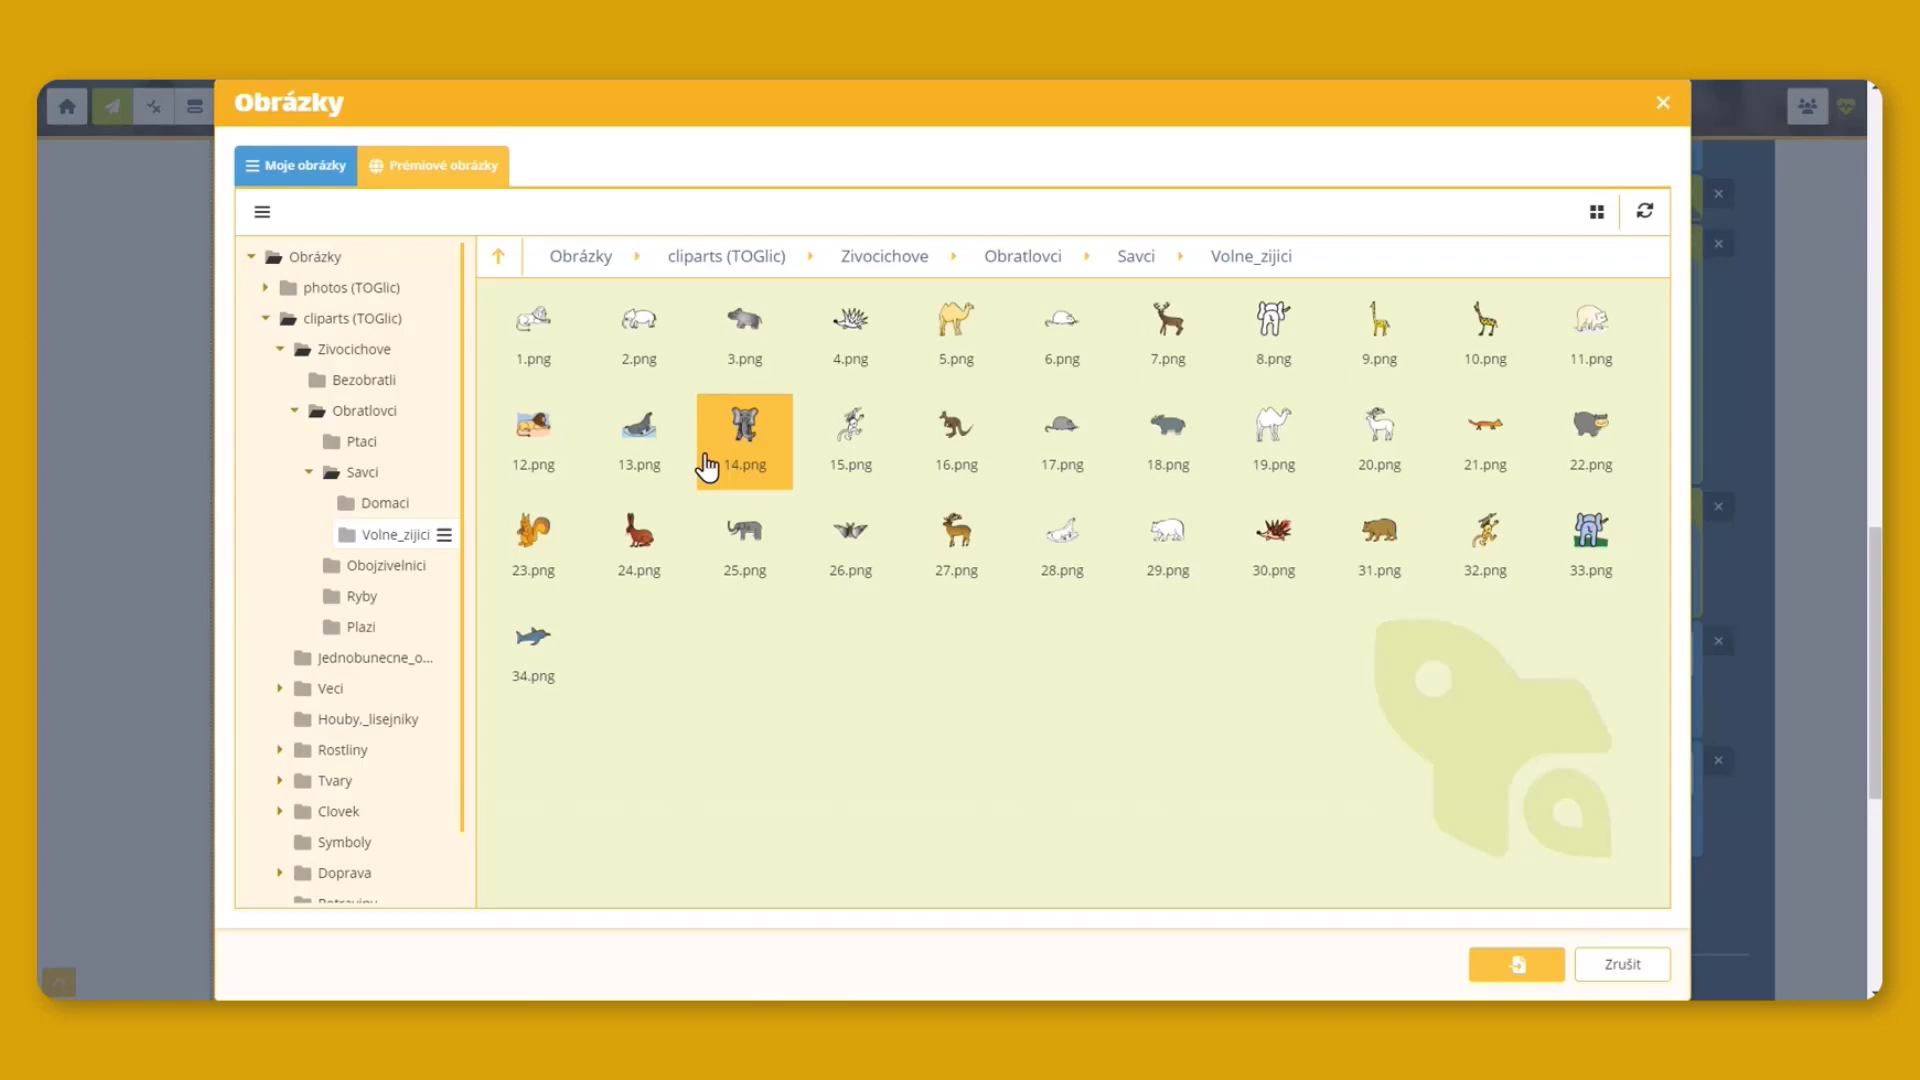 Obrázky
Moje obrázky
Prémiové obrázky
Obrázky cliparts (TOGlic) Zivocichove Obratlovci Savci Volne_zijici
Obrázky
photos (TOGlic)
cliparts (TOGlic)
Zivocichove
Bezobratli
Obratlovci
Ptaci
Savci
Domaci
Volne_zijici
Obojzivelnici
Ryby
Plazi
Jednobunecne_o...
Veci
Houby,_lisejniky
Rostliny
Tvary
Clovek
Symboly
Doprava
1.png 2.png 3.png 4.png 5.png 6.png 7.png 8.png 9.png 10.png 11.png
12.png 13.png 14.png 15.png 16.png 17.png 18.png 19.png 20.png 21.png 22.png
23.png 24.png 25.png 26.png 27.png 28.png 29.png 30.png 31.png 32.png 33.png
34.png
Zrušit